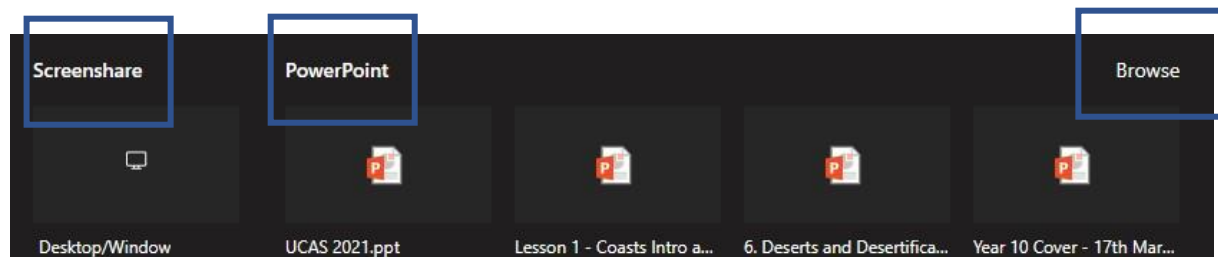 Screenshare PowerPoint Browse
Desktop/Window UCAS 2021.ppt Lesson 1 - Coasts Intro a... 6. Deserts and Desertifica... Year 10 Cover - 17th Mar...